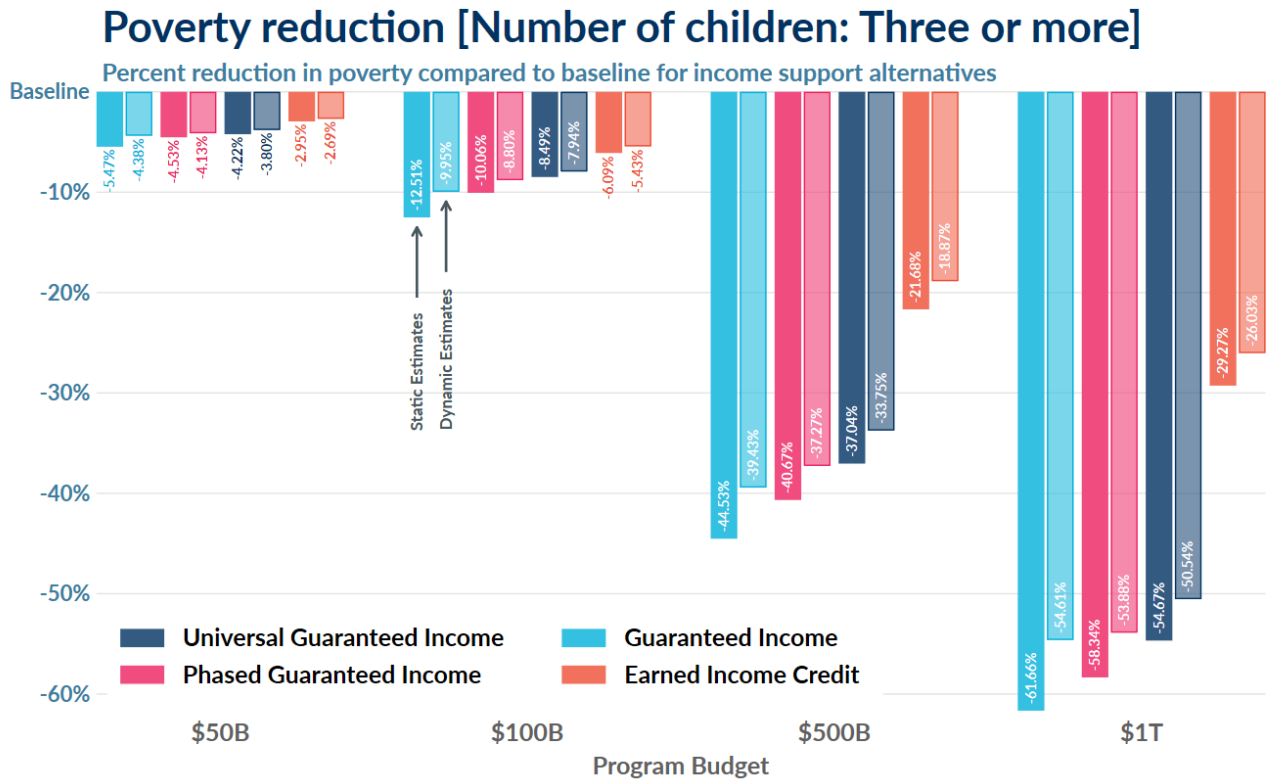 Poverty reduction [Number of children: Three or more]
Percent reduction in poverty compared to baseline for income support alternatives
Baseline
-10%
-20%
-30%
-40%
-50%
-60%
-5.47%
-4.38%
-4.53%
-4.13%
-4.22%
-3.80%
-2.95%
-2.69%
-12.51%
-9.95%
-10.06%
-8.80%
-8.49%
-7.94%
-6.09%
-5.43%
Static Estimates
Dynamic Estimates
-44.53%
-39.43%
-40.67%
-37.27%
-37.04%
-33.75%
-21.68%
-18.87%
-61.66%
-54.61%
-58.34%
-53.88%
-54.67%
-50.54%
-29.27%
-26.03%
Universal Guaranteed Income
Guaranteed Income
Phased Guaranteed Income
Earned Income Credit
$50B
$100B
$500B
$1T
Program Budget